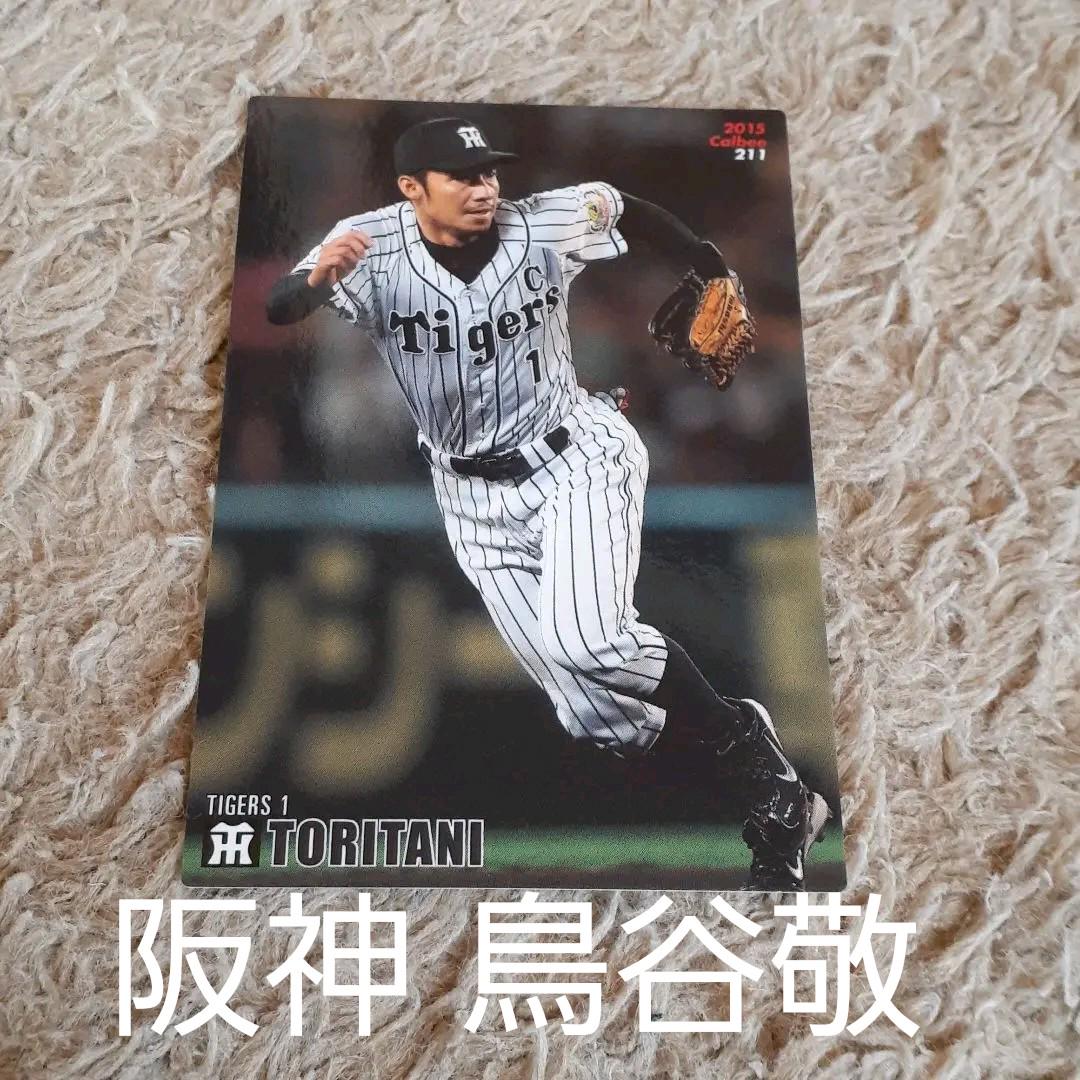 2015
Calbee
211
C
Tigers
1
TIGERS 1
TORITANI
阪神 鳥谷敬